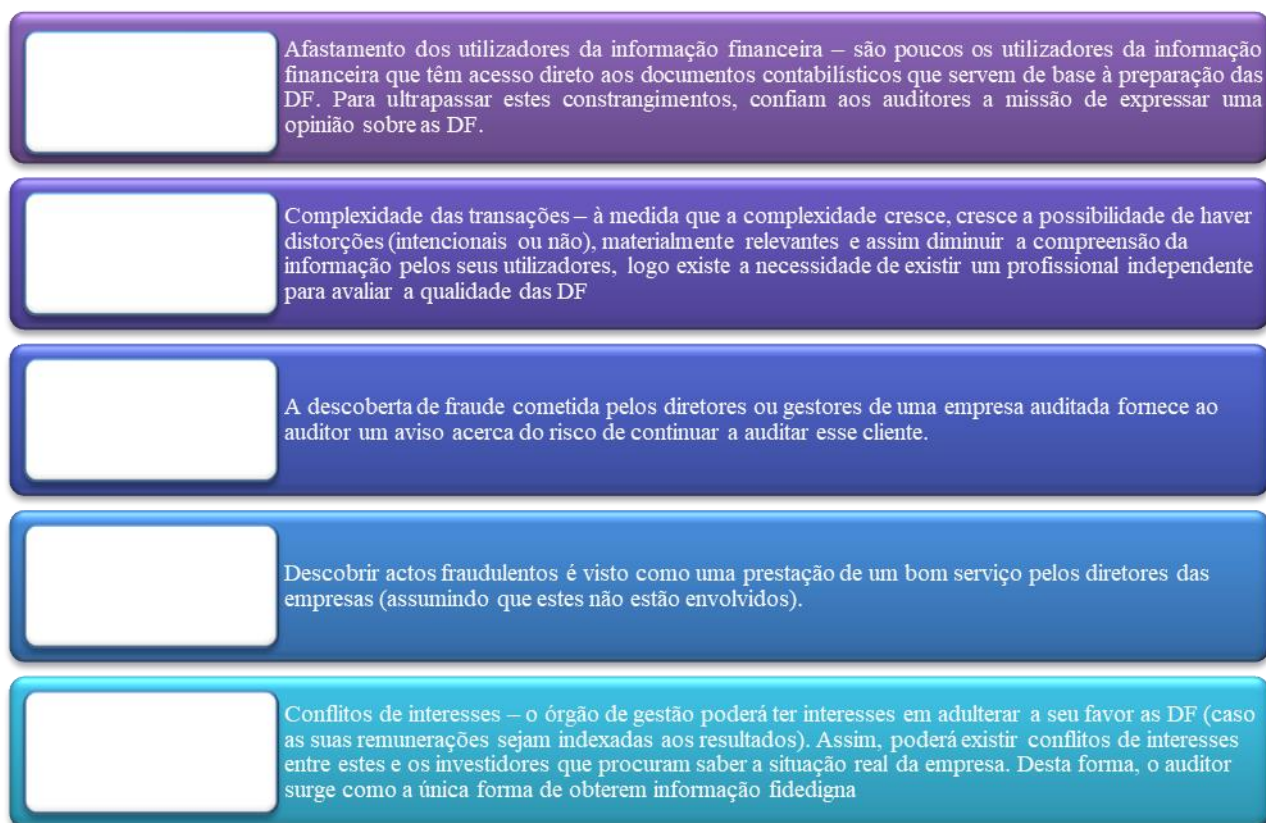 Afastamento dos utilizadores da informação financeira – são poucos os utilizadores da informação
financeira que têm acesso direto aos documentos contabilísticos que servem de base à preparação das
DF. Para ultrapassar estes constrangimentos, confiam aos auditores a missão de expressar uma
opinião sobre as DF.
Complexidade das transações – à medida que a complexidade cresce, cresce a possibilidade de haver
distorções (intencionais ou não), materialmente relevantes e assim diminuir a compreensão da
informação pelos seus utilizadores, logo existe a necessidade de existir um profissional independente
para avaliar a qualidade das DF
A descoberta de fraude cometida pelos diretores ou gestores de uma empresa auditada fornece ao
auditor um aviso acerca do risco de continuar a auditar esse cliente.
Descobrir actos fraudulentos é visto como uma prestação de um bom serviço pelos diretores das
empresas (assumindo que estes não estão envolvidos).
Conflitos de interesses – o órgão de gestão poderá ter interesses em adulterar a seu favor as DF (caso
as suas remunerações sejam indexadas aos resultados). Assim, poderá existir conflitos de interesses
entre estes e os investidores que procuram saber a situação real da empresa. Desta forma, o auditor
surge como a única forma de obterem informação fidedigna